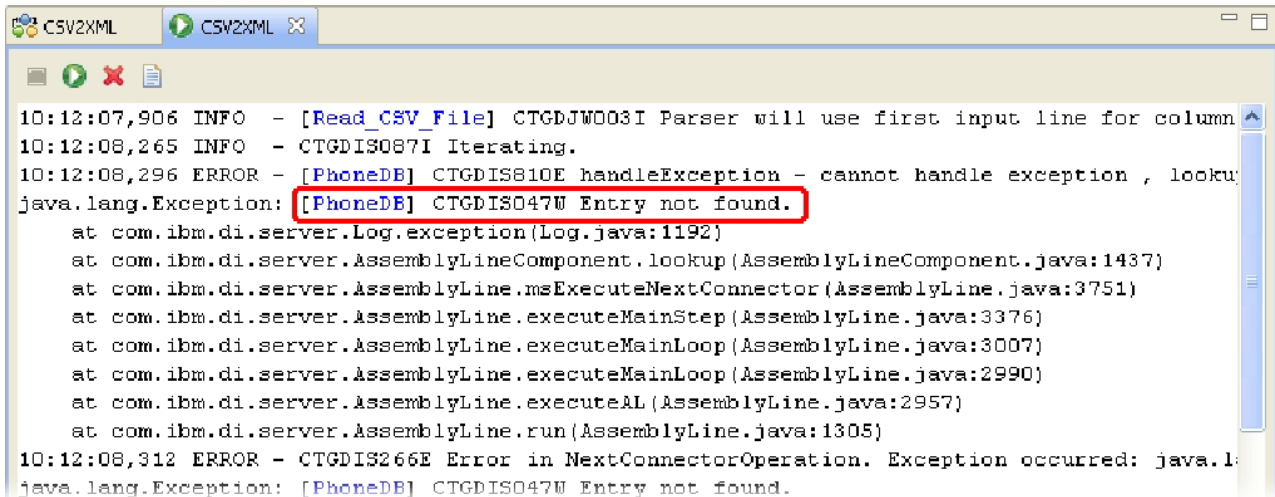 CSV2XML CSV2XML
10:12:07,906 INFO - [Read_CSV_File] CTGDJW003I Parser will use first input line for column
10:12:08,265 INFO - CTGDIS087I Iterating.
10:12:08,296 ERROR - [PhoneDB] CTGDIS810E handleException - cannot handle exception , looku
java.lang.Exception: [PhoneDB] CTGDIS047W Entry not found.
at com.ibm.di.server.Log.exception(Log.java:1192)
at com.ibm.di.server.AssemblyLineComponent.lookup(AssemblyLineComponent.java:1437)
at com.ibm.di.server.AssemblyLine.msExecuteNextConnector(AssemblyLine.java:3751)
at com.ibm.di.server.AssemblyLine.executeMainStep(AssemblyLine.java:3376)
at com.ibm.di.server.AssemblyLine.executeMainLoop(AssemblyLine.java:3007)
at com.ibm.di.server.AssemblyLine.executeMainLoop(AssemblyLine.java:2990)
at com.ibm.di.server.AssemblyLine.executeAL(AssemblyLine.java:2957)
at com.ibm.di.server.AssemblyLine.run(AssemblyLine.java:1305)
10:12:08,312 ERROR - CTGDIS266E Error in NextConnectorOperation. Exception occurred: java.l
java.lang.Exception: [PhoneDB] CTGDIS047W Entry not found.